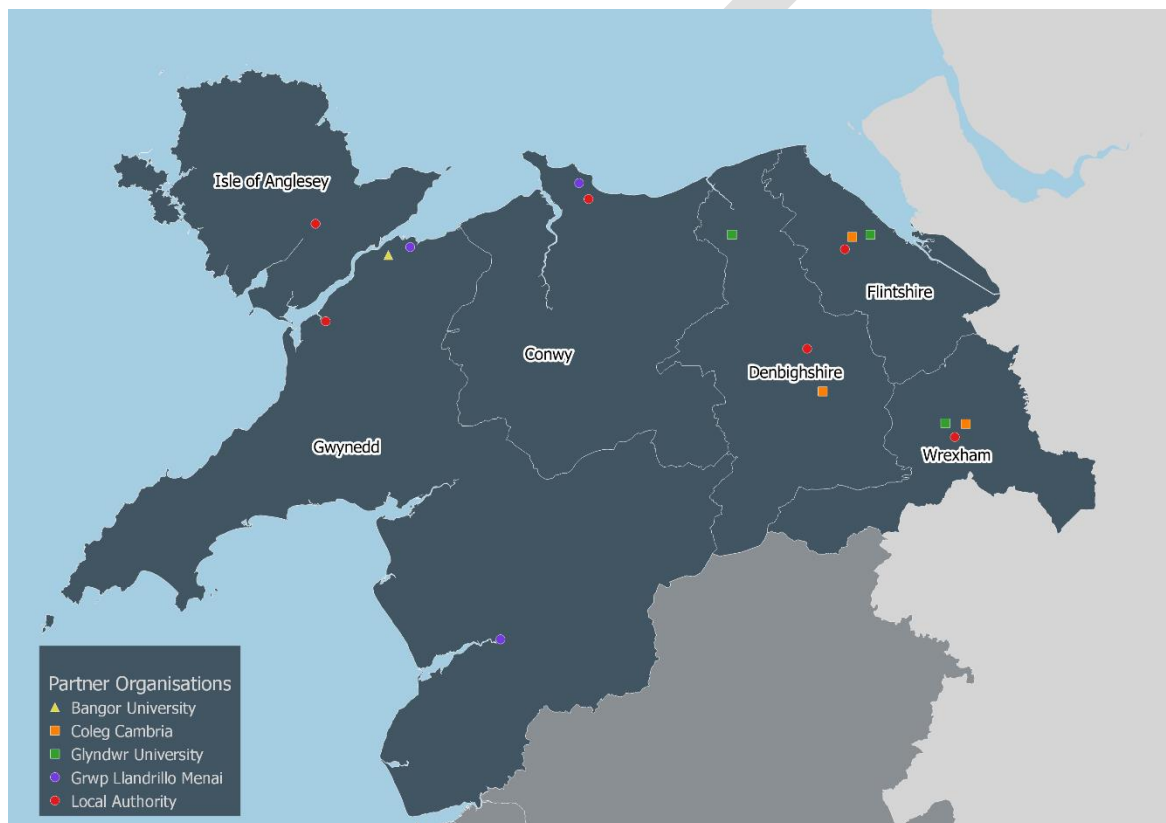 Isle of Anglesey
Flintshire
Conwy
Denbighshire
Gwynedd
Wrexham
Partner Organisations
Bangor University
Coleg Cambria
Glyndwr University
Grwp Llandrillo Menai
Local Authority